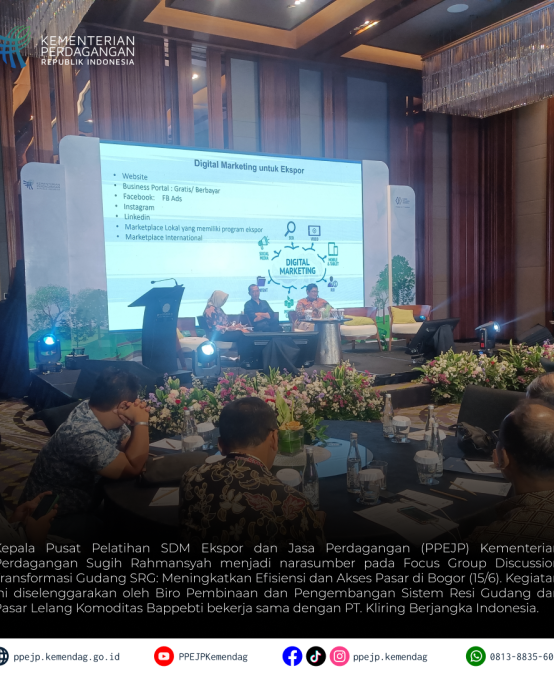 KEMENTERIAN
PERDAGANGAN
REPUBLIK INDONESIA
Digital Marketing untuk Ekspor
• Website
• Business Portal : Gratis/ Berbayar
• Facebook: FB Ads
• Instagram
• Linkedin
• Marketplace Lokal yang memiliki program ekspor
• Marketplace International
DIGITAL
MARKETING
Kepala Pusat Pelatihan SDM Ekspor dan Jasa Perdagangan (PPEJP) Kementerian
Perdagangan Sugih Rahmansyah menjadi narasumber pada Focus Group Discussion
Transformasi Gudang SRG: Meningkatkan Efisiensi dan Akses Pasar di Bogor (15/6). Kegiatan
ini diselenggarakan oleh Biro Pembinaan dan Pengembangan Sistem Resi Gudang dan
Pasar Lelang Komoditas Bappebti bekerja sama dengan PT. Kliring Berjangka Indonesia.
ppejp.kemendag.go.id PPEJPKemendag ppejp.kemendag 0813-8835-60